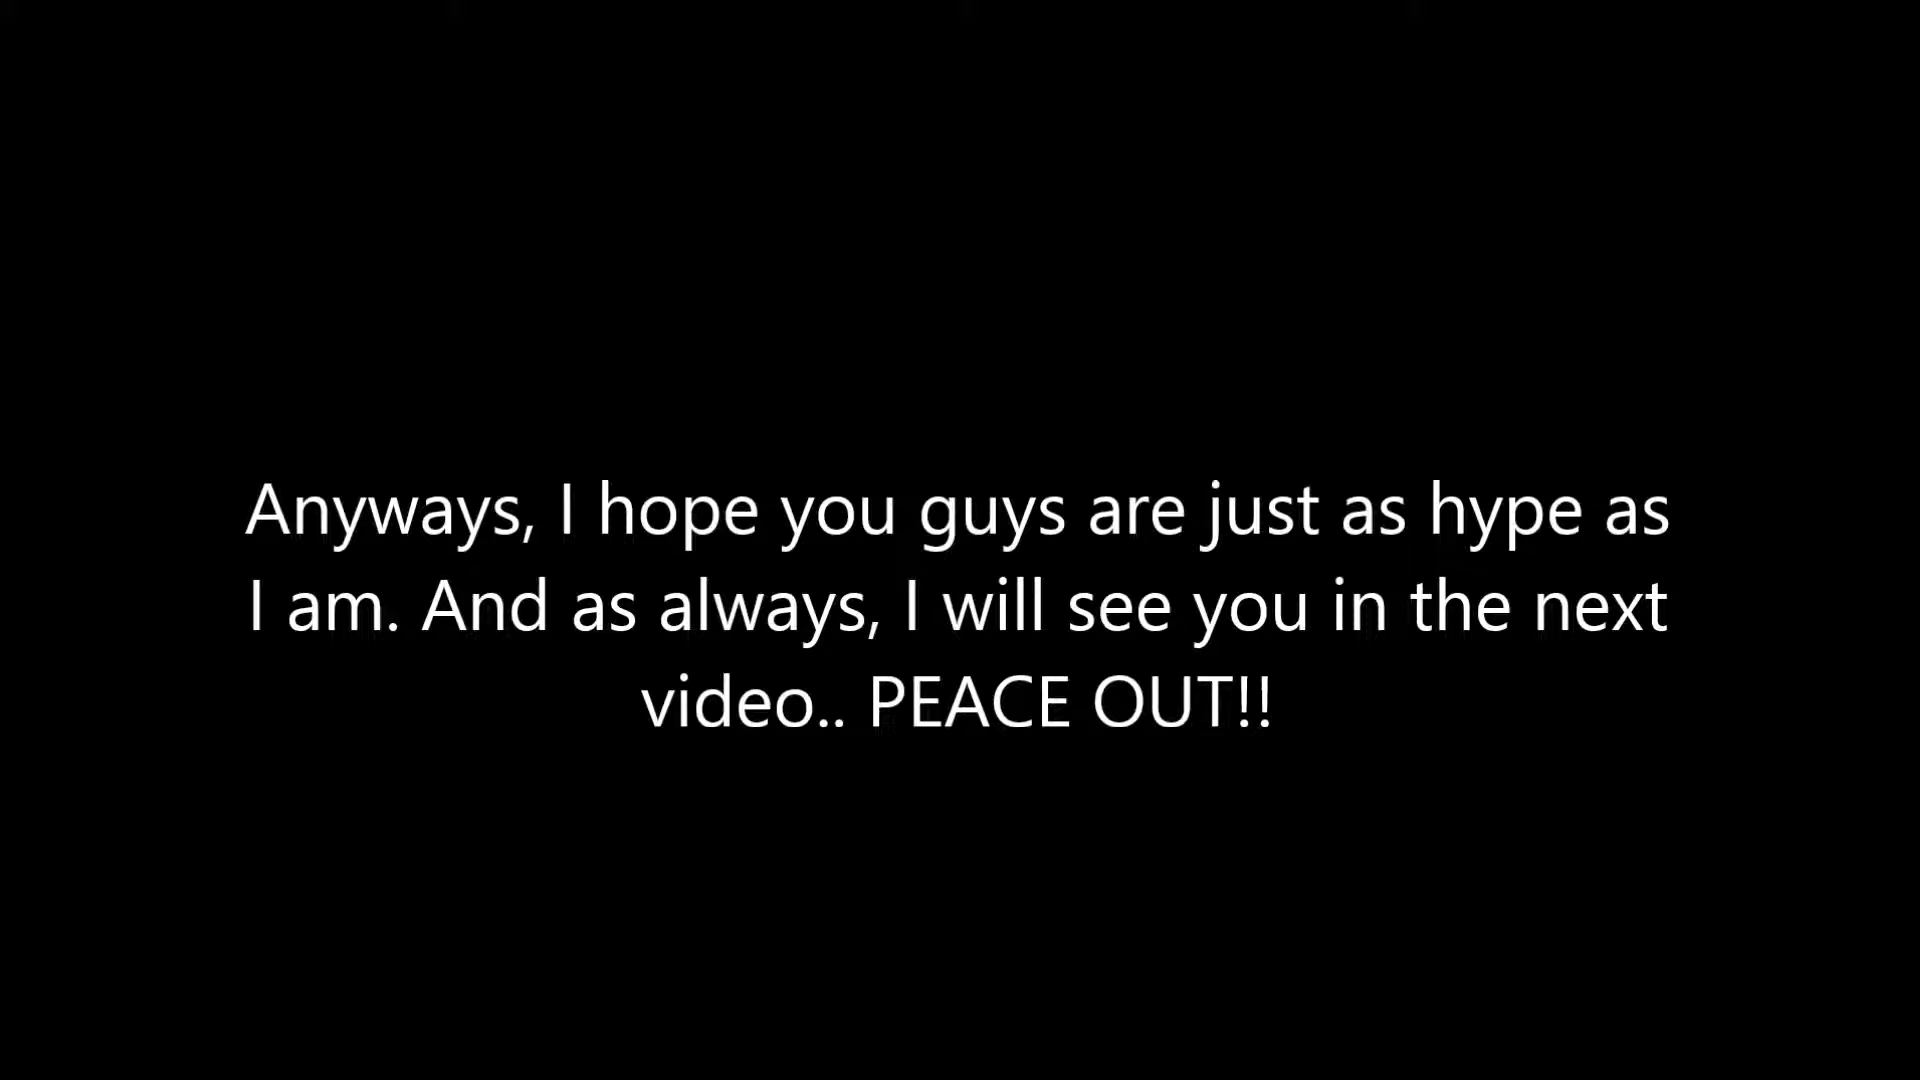 Anyways, I hope you guys are just as hype as
I am. And as always, I will see you in the next
video.. PEACE OUT!!